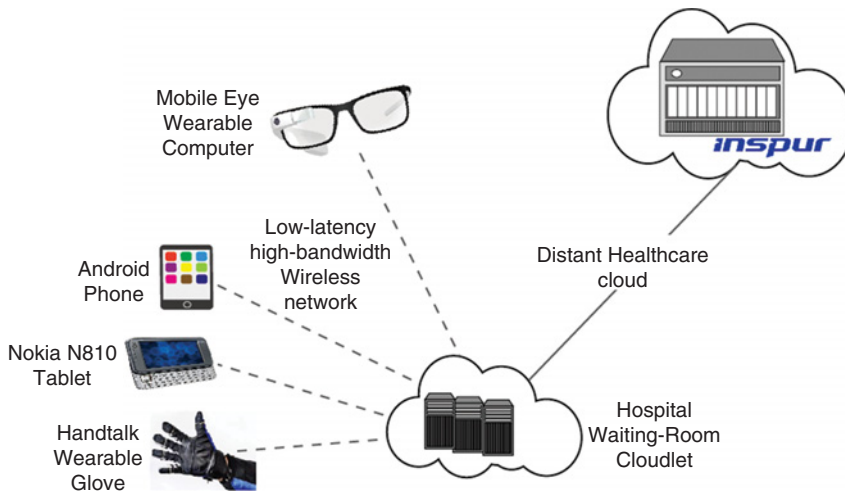 Mobile Eye
Wearable
Computer
inspur
Low-latency
high-bandwidth
Wireless
network
Distant Healthcare
cloud
Android
Phone
Nokia N810
Tablet
Handtalk
Wearable
Glove
Hospital
Waiting-Room
Cloudlet